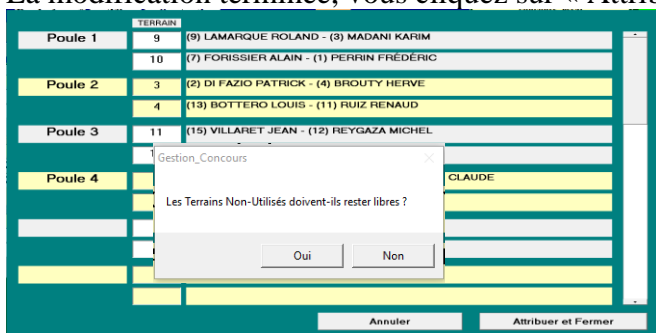 La modification terminée, vous cliquez sur « Attrib
TERRAIN
Poule 1 9 (9) LAMARQUE ROLAND - (3) MADANI KARIM
10 (7) FORISSIER ALAIN - (1) PERRIN FRÉDÉRIC
Poule 2 3 (2) DI FAZIO PATRICK - (4) BROUTY HERVE
4 (13) BOTTERO LOUIS - (11) RUIZ RENAUD
Poule 3 11 (15) VILLARET JEAN - (12) REYGAZA MICHEL
Gestion_Concours
Poule 4 CLAUDE
Les Terrains Non-Utilisés doivent-ils rester libres ?
Oui Non
Annuler Attribuer et Fermer